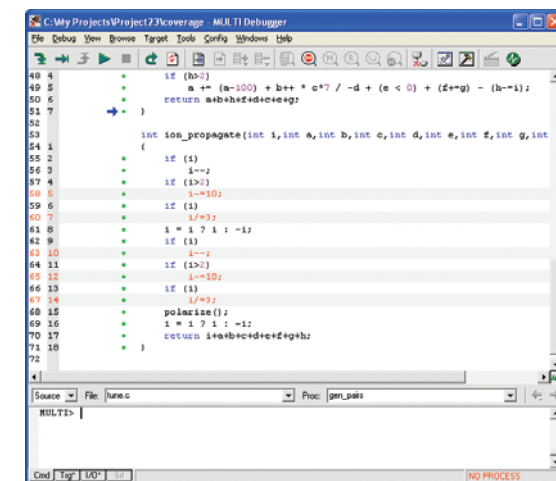 C:\My Projects\Project23\coverage - MULTI Debugger
File Debug View Browse Target Tools Config Windows Help
48 4 if (h>2)
49 5 a += (a-100) + b++ * c*7 / -d + (e < 0) + (f+=g) - (h-=i);
50 6 return a+b+h+f+d+c+e+g;
51 7 }
52
53 int ion_propagate(int i,int a,int b,int c,int d,int e,int f,int g,int
54 1 {
55 2 if (i)
56 3 i--;
57 4 if (i>2)
58 5 i-=10;
59 6 if (i)
60 7 i/=3;
61 8 i = i ? i : -i;
62 9 if (i)
63 10 i--;
64 11 if (i>2)
65 12 i-=10;
66 13 if (i)
67 14 i/=3;
68 15 polarize();
69 16 i = i ? i : -i;
70 17 return i+a+b+c+d+e+f+g+h;
71 18 }
72
Source File: tune.c Proc: gen_pairs
MULTI>
Cmd Trg* I/O* Srl NO PROCESS